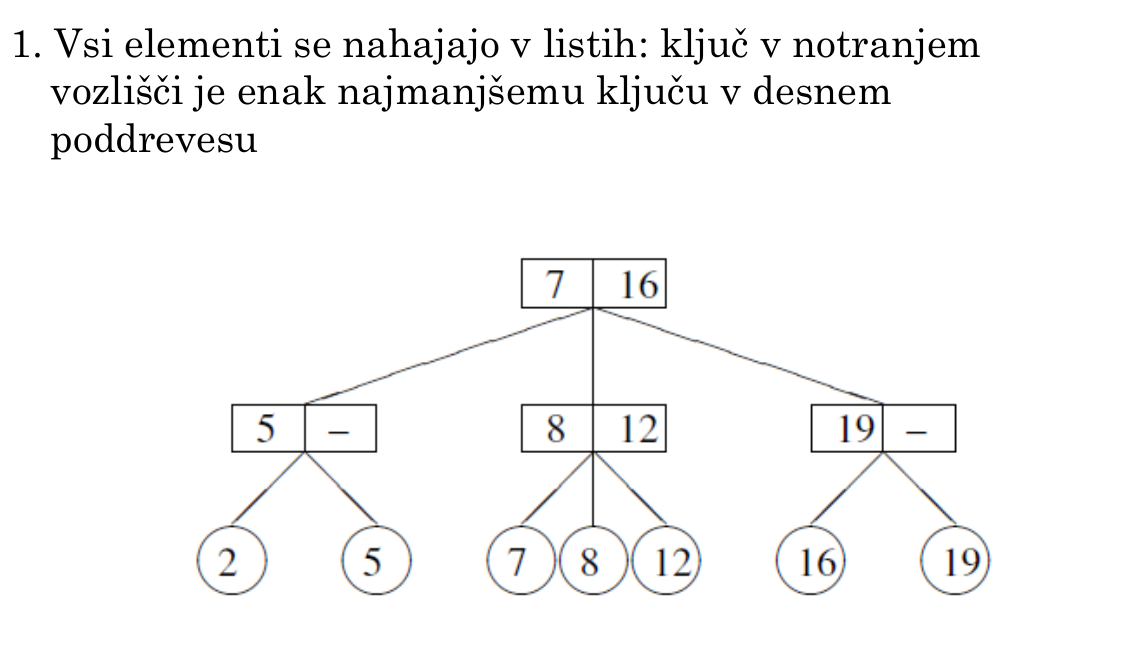 1. Vsi elementi se nahajajo v listih: ključ v notranjem
vozlišči je enak najmanjšemu ključu v desnem
poddrevesu
7 16
5 – 8 12 19 –
2 5 7 8 12 16 19